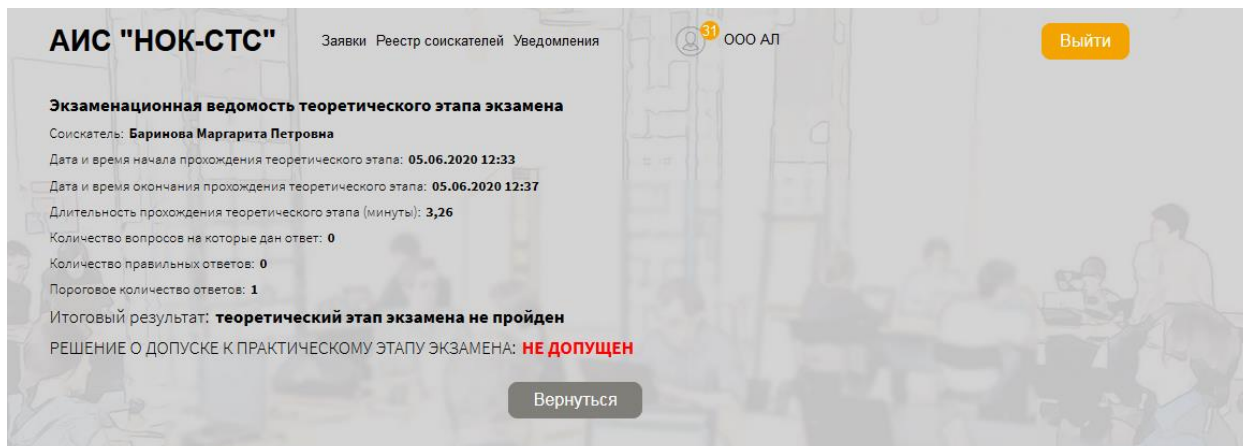 АИС "НОК-СТС" Заявки Реестр соискателей Уведомления 31 ООО АЛ Выйти
Экзаменационная ведомость теоретического этапа экзамена
Соискатель: Баринова Маргарита Петровна
Дата и время начала прохождения теоретического этапа: 05.06.2020 12:33
Дата и время окончания прохождения теоретического этапа: 05.06.2020 12:37
Длительность прохождения теоретического этапа (минуты): 3,26
Количество вопросов на которые дан ответ: 0
Количество правильных ответов: 0
Пороговое количество ответов: 1
Итоговый результат: теоретический этап экзамена не пройден
РЕШЕНИЕ О ДОПУСКЕ К ПРАКТИЧЕСКОМУ ЭТАПУ ЭКЗАМЕНА: НЕ ДОПУЩЕН
Вернуться